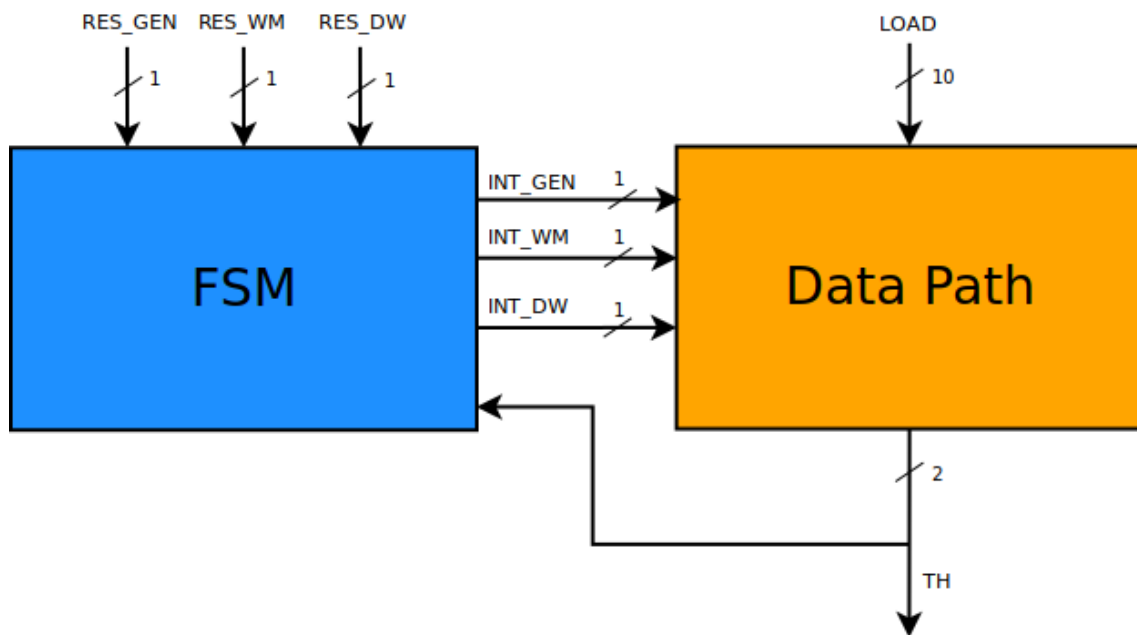 RES_GEN RES_WM RES_DW LOAD
1 1 1 10
INT_GEN 1
INT_WM 1
INT_DW 1
FSM
Data Path
2
TH